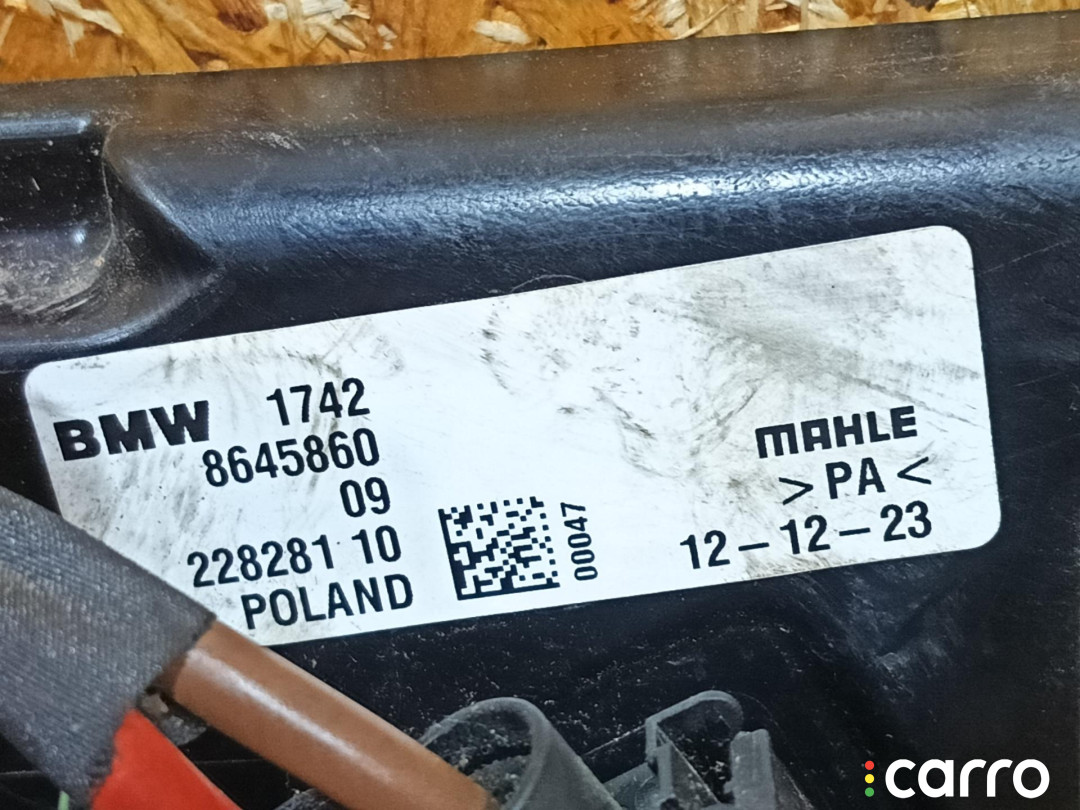 BMW 1742
8645860
09
228281 10
POLAND
00047
MAHLE
>PA<
12-12-23
carro